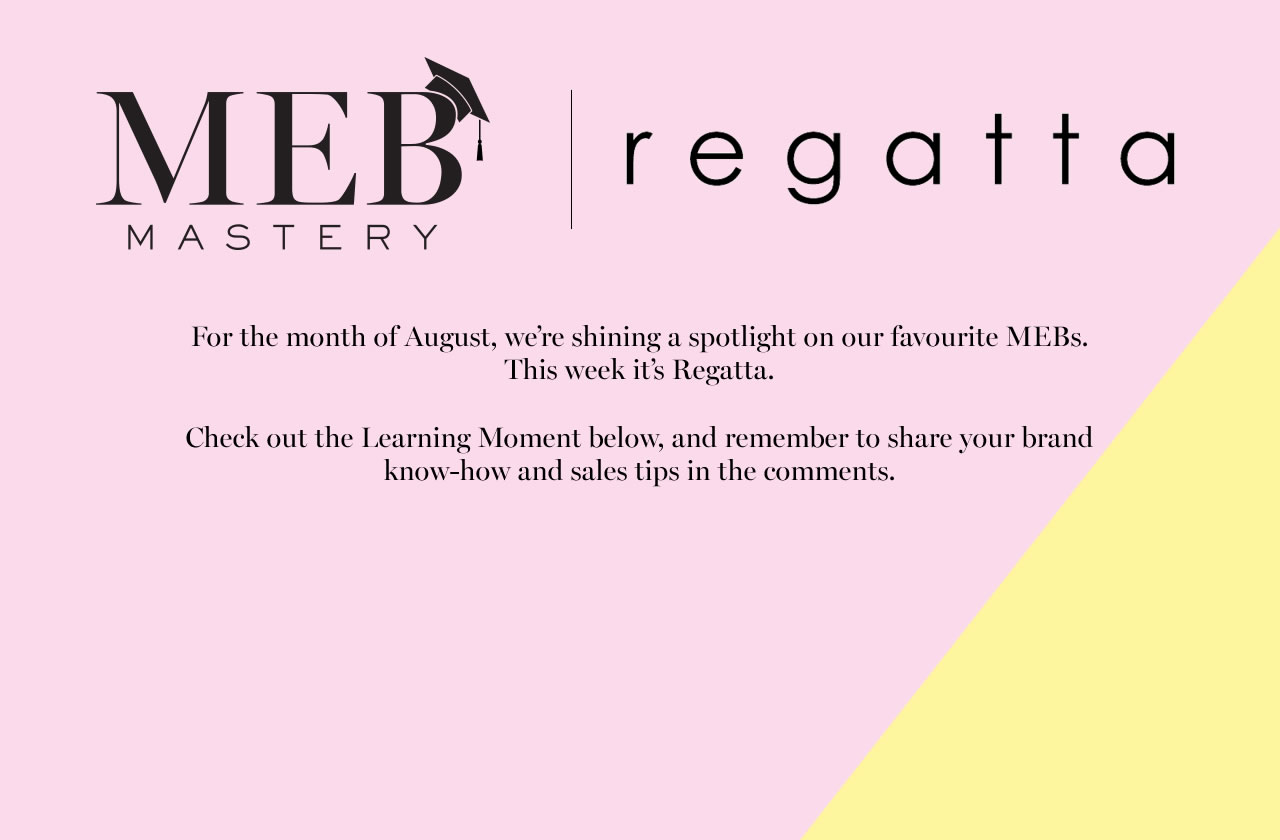 MEB
MASTERY
regatta
For the month of August, we’re shining a spotlight on our favourite MEBs.
This week it’s Regatta.
Check out the Learning Moment below, and remember to share your brand
know-how and sales tips in the comments.